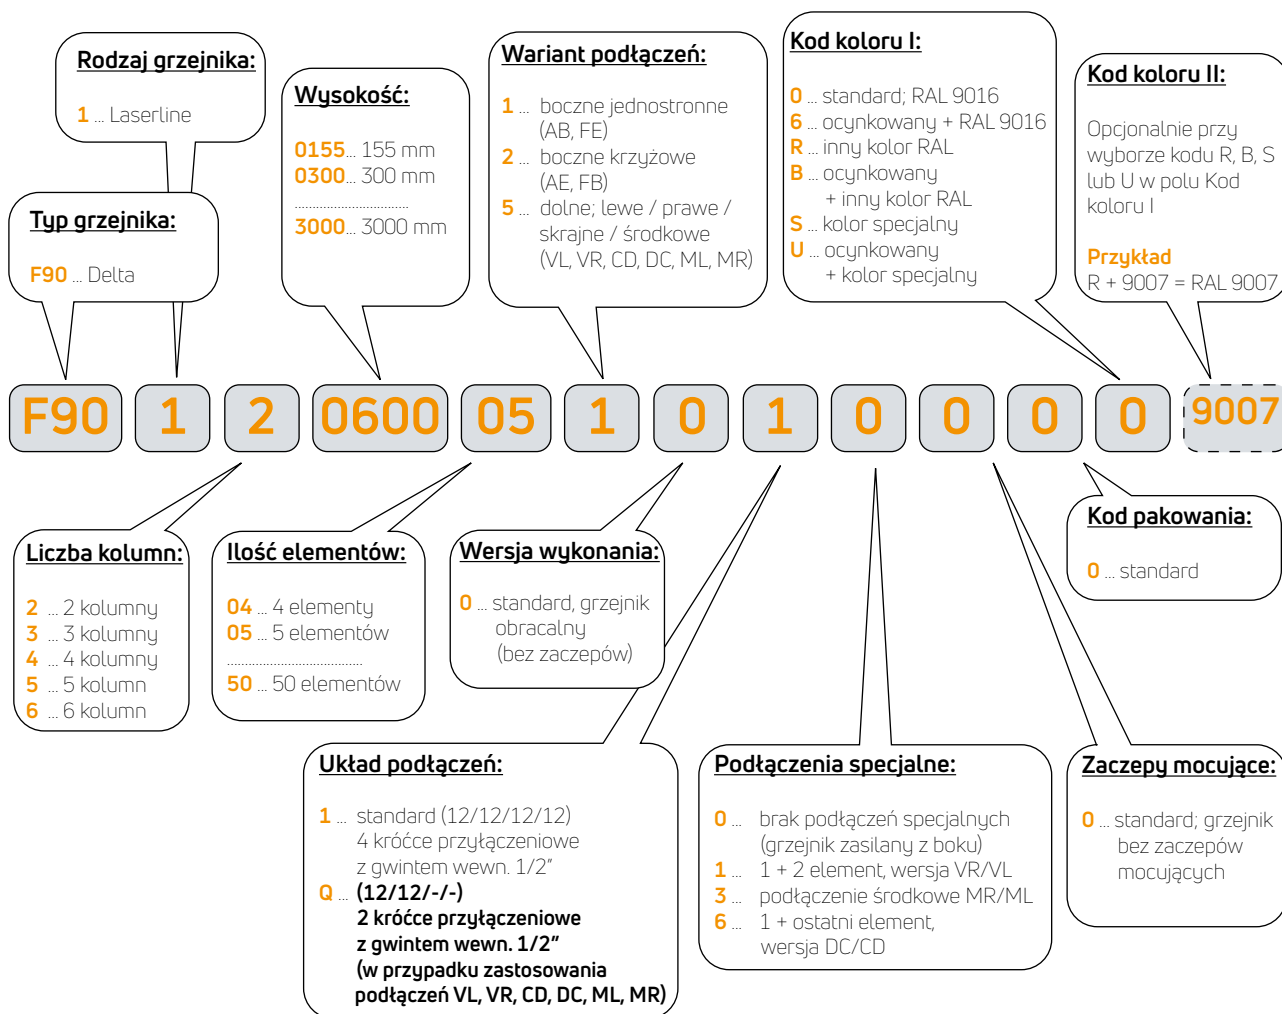 Rodzaj grzejnika:
1 ... Laserline
Typ grzejnika:
F90 ... Delta
Wysokość:
0155... 155 mm
0300... 300 mm
................................
3000... 3000 mm
Wariant podłączeń:
1 ... boczne jednostronne
(AB, FE)
2 ... boczne krzyżowe
(AE, FB)
5 ... dolne; lewe / prawe /
skrajne / środkowe
(VL, VR, CD, DC, ML, MR)
Kod koloru I:
0 ... standard; RAL 9016
6 ... ocynkowany + RAL 9016
R ... inny kolor RAL
B ... ocynkowany
+ inny kolor RAL
S ... kolor specjalny
U ... ocynkowany
+ kolor specjalny
Kod koloru II:
Opcjonalnie przy
wyborze kodu R, B, S
lub U w polu Kod
koloru I
Przykład
R + 9007 = RAL 9007
F90 1 2 0600 05 1 0 1 0 0 0 0 9007
Liczba kolumn:
2 ... 2 kolumny
3 ... 3 kolumny
4 ... 4 kolumny
5 ... 5 kolumn
6 ... 6 kolumn
Ilość elementów:
04 ... 4 elementy
05 ... 5 elementów
......................................
50 ... 50 elementów
Wersja wykonania:
0 ... standard, grzejnik
obracalny
(bez zaczepów)
Kod pakowania:
0 ... standard
Układ podłączeń:
1 ... standard (12/12/12/12)
4 króćce przyłączeniowe
z gwintem wewn. 1/2”
Q ... (12/12/-/-)
2 króćce przyłączeniowe
z gwintem wewn. 1/2”
(w przypadku zastosowania
podłączeń VL, VR, CD, DC, ML, MR)
Podłączenia specjalne:
0 ... brak podłączeń specjalnych
(grzejnik zasilany z boku)
1 ... 1 + 2 element, wersja VR/VL
3 ... podłączenie środkowe MR/ML
6 ... 1 + ostatni element,
wersja DC/CD
Zaczepy mocujące:
0 ... standard; grzejnik
bez zaczepów
mocujących